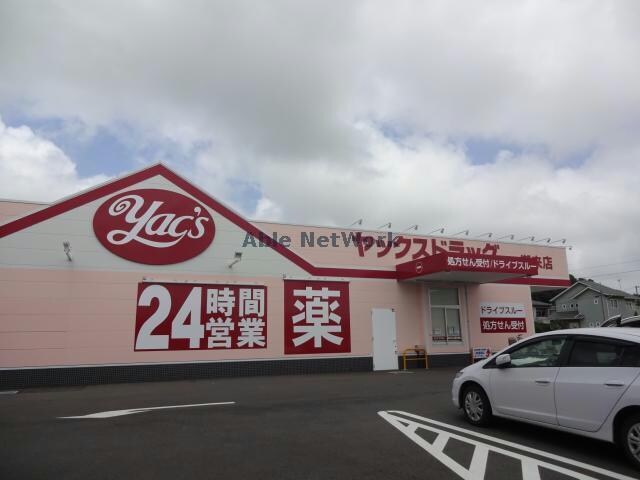 Able NetWork
Yac's
ヤックスドラッグ
店
処方せん受付/ドライブスルー
24時間営業
薬
ドライブスルー
処方せん受付